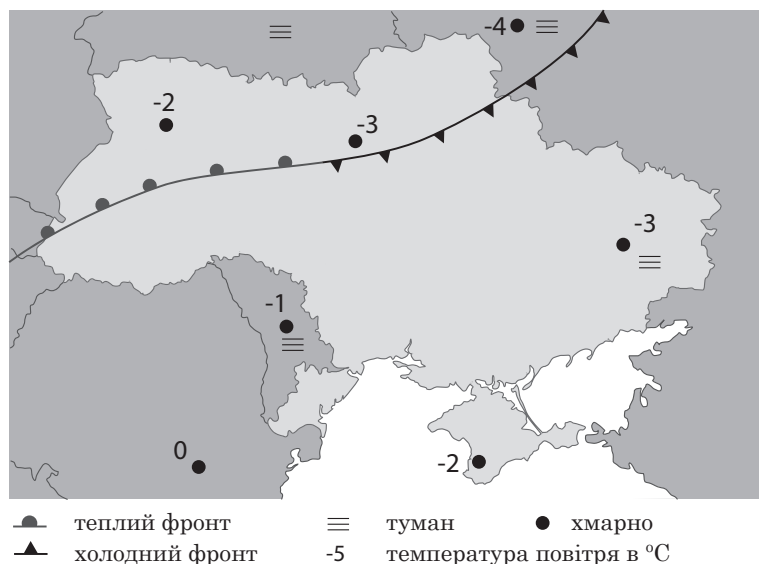 -4
-2
-3
-3
-1
0
-2
теплий фронт
туман
хмарно
холодний фронт
-5
температура повітря в °С